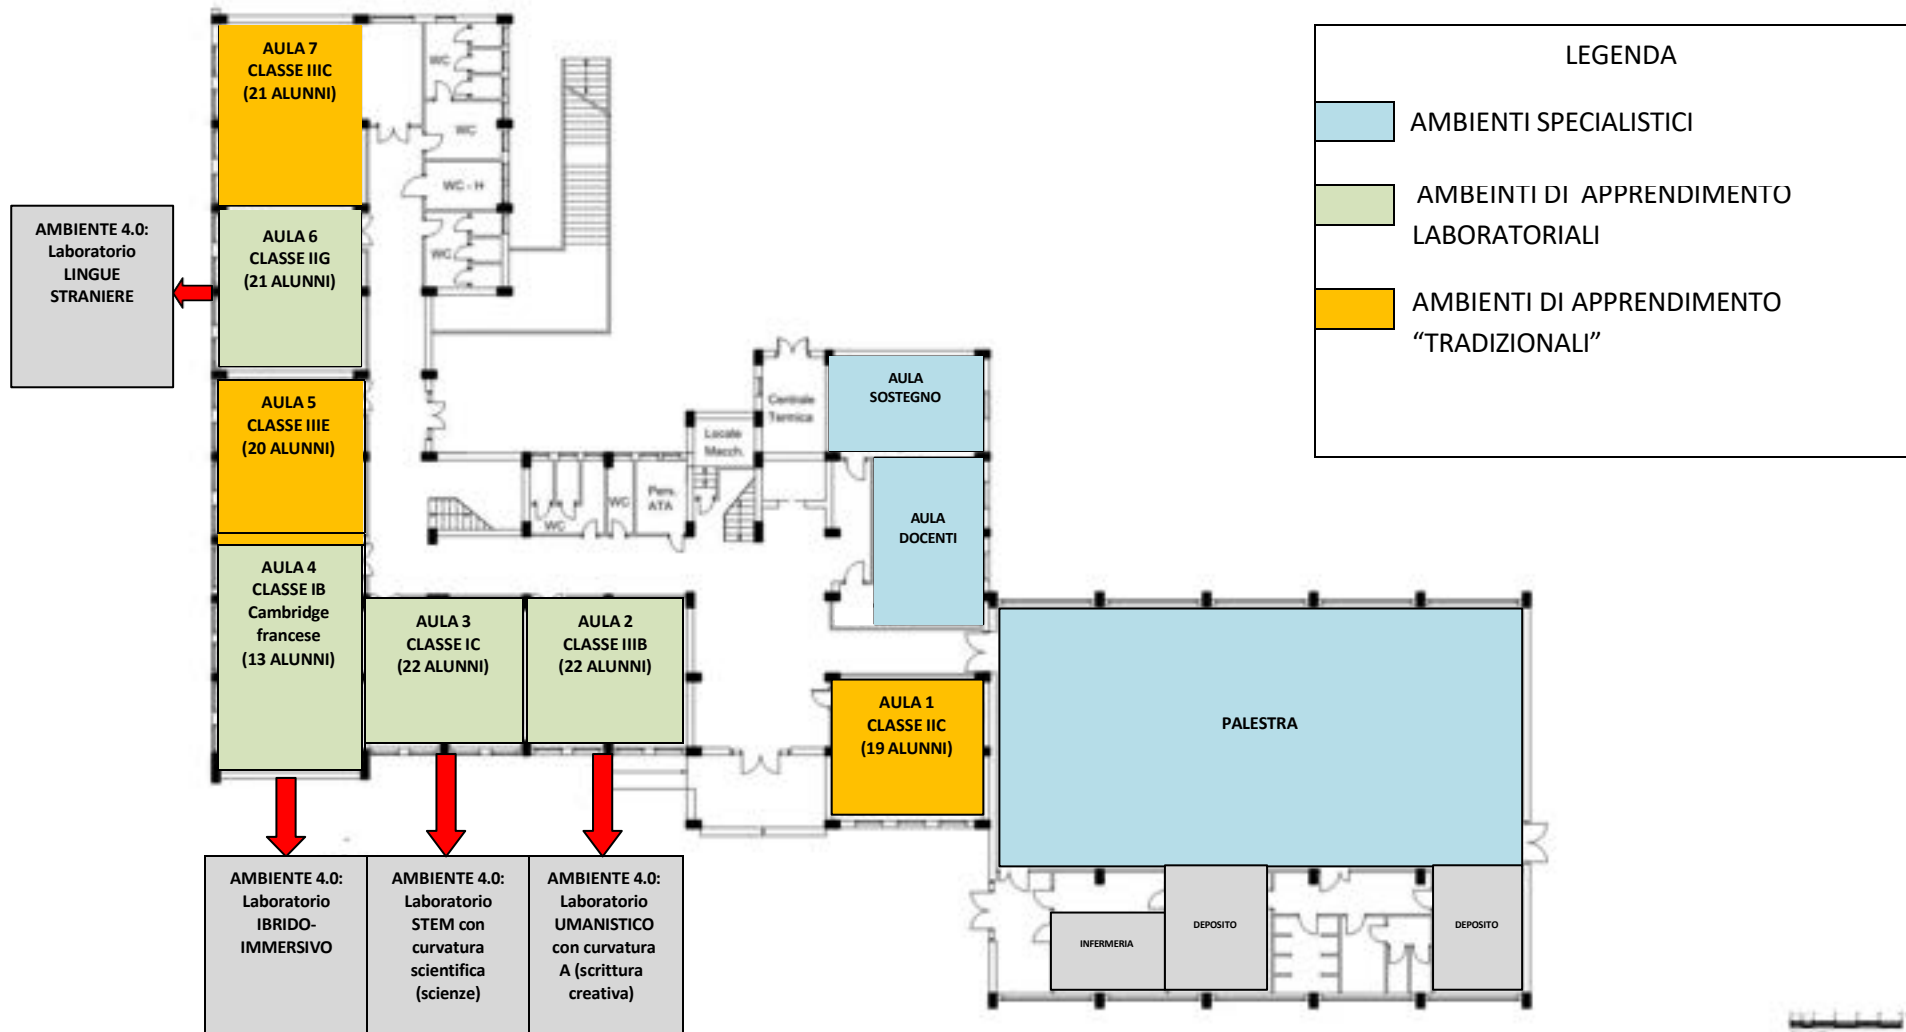 AULA 7
CLASSE IIIC
(21 ALUNNI)
WC
WC
WC - H
WC
AMBIENTE 4.0:
Laboratorio
LINGUE
STRANIERE
AULA 6
CLASSE IIG
(21 ALUNNI)
AULA 5
CLASSE IIIE
(20 ALUNNI)
AULA 4
CLASSE IB
Cambridge
francese
(13 ALUNNI)
AULA 3
CLASSE IC
(22 ALUNNI)
AULA 2
CLASSE IIIB
(22 ALUNNI)
WC
WC
Pers.
ATA
Locale
Macch.
Centrale
Termica
AULA
SOSTEGNO
AULA
DOCENTI
AULA 1
CLASSE IIC
(19 ALUNNI)
PALESTRA
INFERMERIA
DEPOSITO
DEPOSITO
AMBIENTE 4.0:
Laboratorio
IBRIDO-
IMMERSIVO
AMBIENTE 4.0:
Laboratorio
STEM con
curvatura
scientifica
(scienze)
AMBIENTE 4.0:
Laboratorio
UMANISTICO
con curvatura
A (scrittura
creativa)
LEGENDA
AMBIENTI SPECIALISTICI
AMBEINTI DI APPRENDIMENTO
LABORATORIALI
AMBIENTI DI APPRENDIMENTO
“TRADIZIONALI”